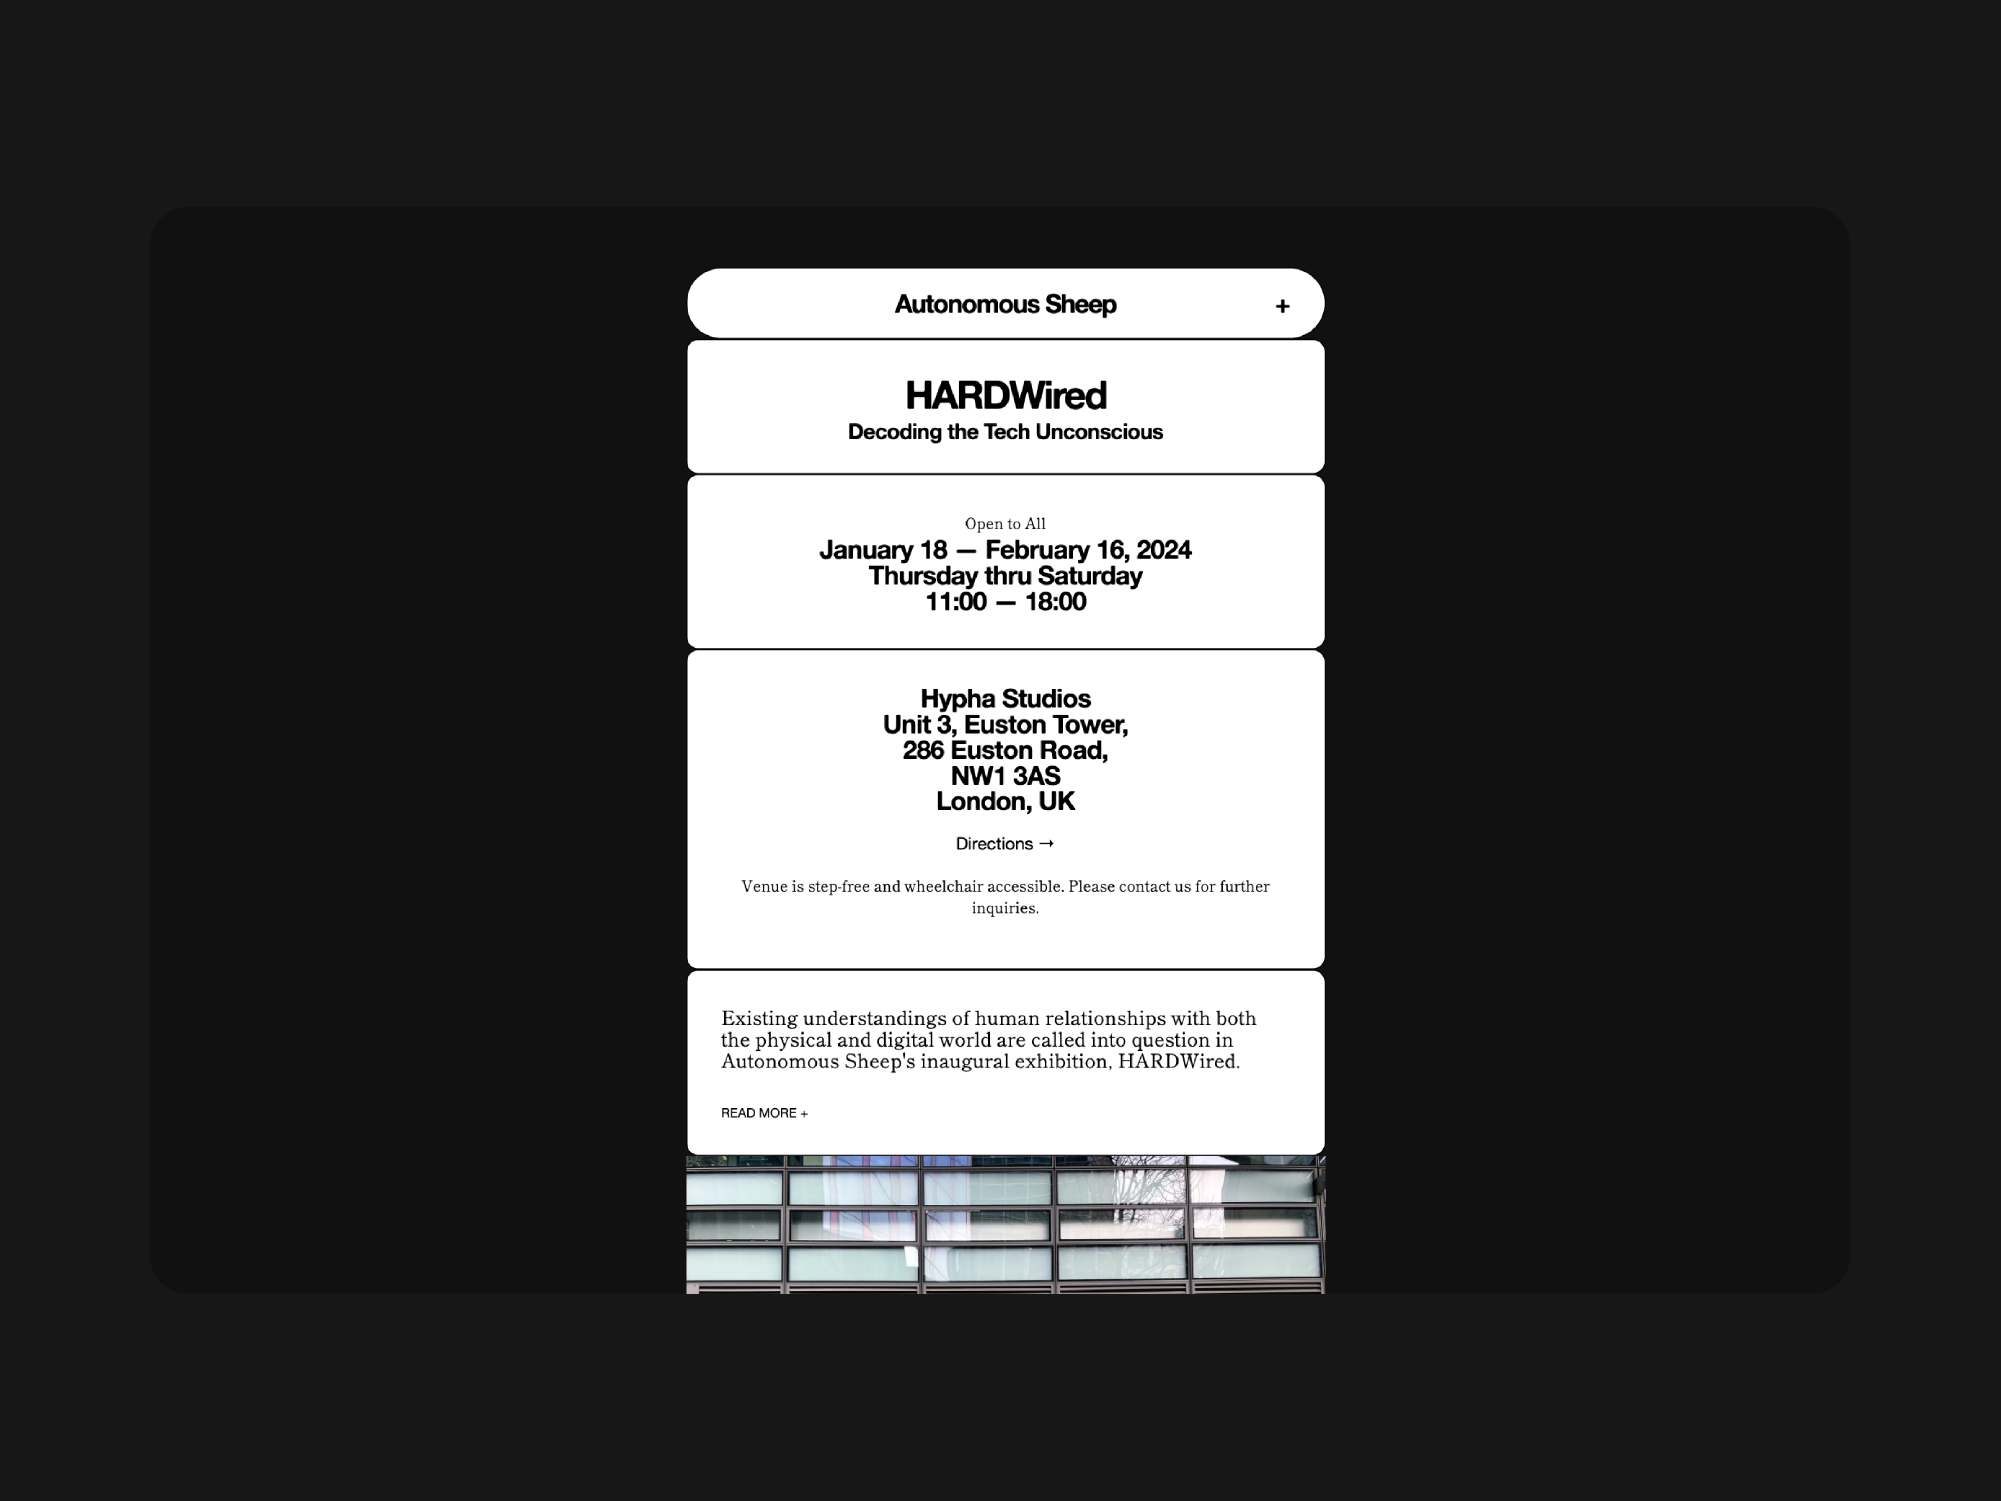 Autonomous Sheep +
HARDWired
Decoding the Tech Unconscious
Open to All
January 18 — February 16, 2024
Thursday thru Saturday
11:00 — 18:00
Hypha Studios
Unit 3, Euston Tower,
286 Euston Road,
NW1 3AS
London, UK
Directions →
Venue is step-free and wheelchair accessible. Please contact us for further
inquiries.
Existing understandings of human relationships with both
the physical and digital world are called into question in
Autonomous Sheep's inaugural exhibition, HARDWired.
READ MORE +